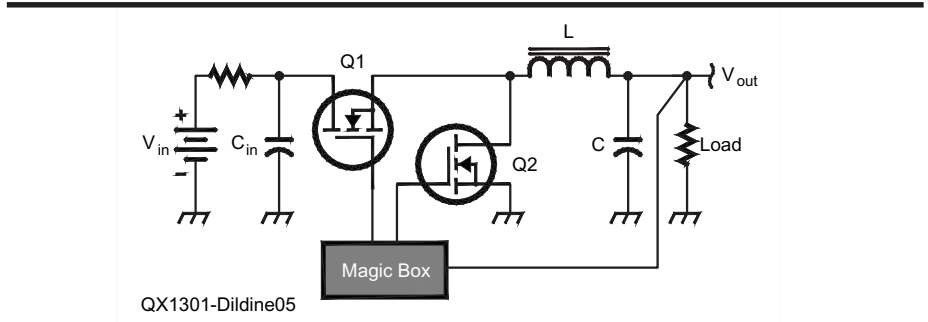 L
Q1
V out
+
V in
C in
-
Q2
C
Load
Magic Box
QX1301-Dildine05